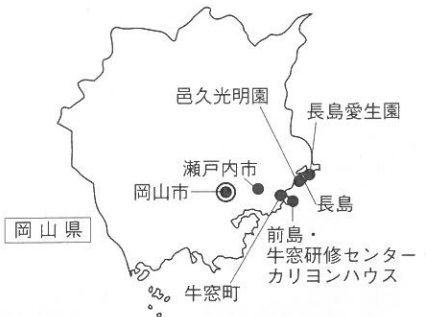 邑久光明園
長島愛生園
瀬戸内市
岡山市
長島
岡山県
前島・
牛窓研修センター
カリヨンハウス
牛窓町